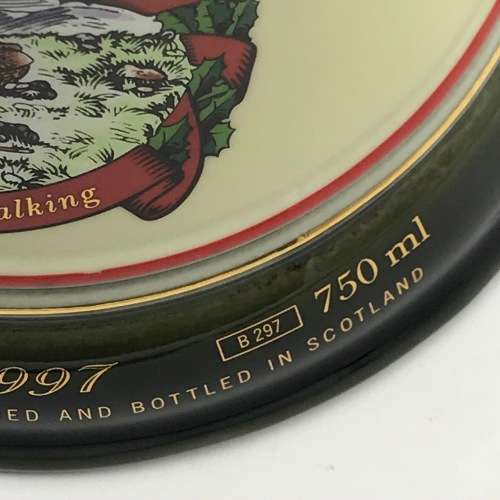 alking
997
B 297
750 ml
ED AND BOTTLED IN SCOTLAND